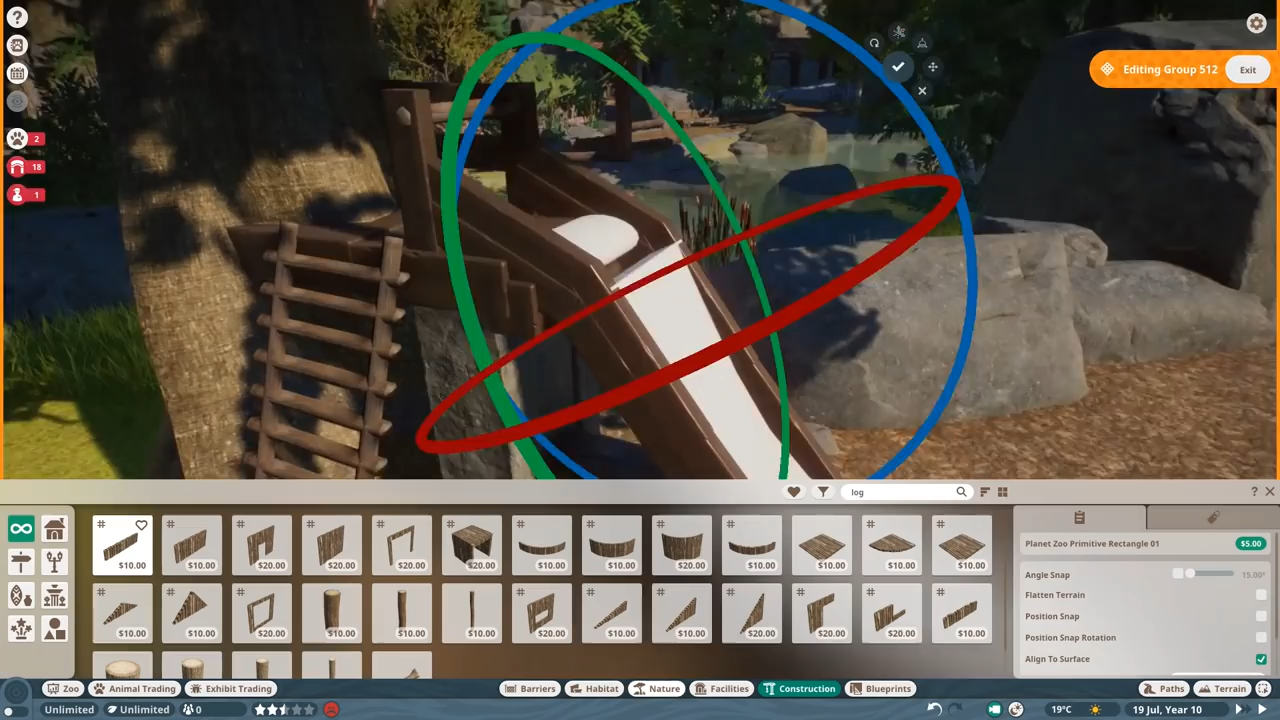 Editing Group 512
Exit
2
18
1
log
?
$10.00 $10.00 $20.00 $10.00 $20.00 $20.00 $10.00 $10.00 $20.00 $10.00 $20.00 $20.00 $20.00
$10.00 $10.00 $20.00 $10.00 $10.00 $10.00 $20.00 $10.00 $10.00 $20.00 $20.00 $20.00 $10.00
Planet Zoo Primitive Rectangle 01
$5.00
Angle Snap
15.00°
Flatten Terrain
Position Snap
Position Snap Rotation
Align To Surface
Zoo Animal Trading Exhibit Trading Barriers Habitat Nature Facilities Construction Blueprints Paths Terrain
Unlimited Unlimited 0 19°C 19 Jul, Year 10